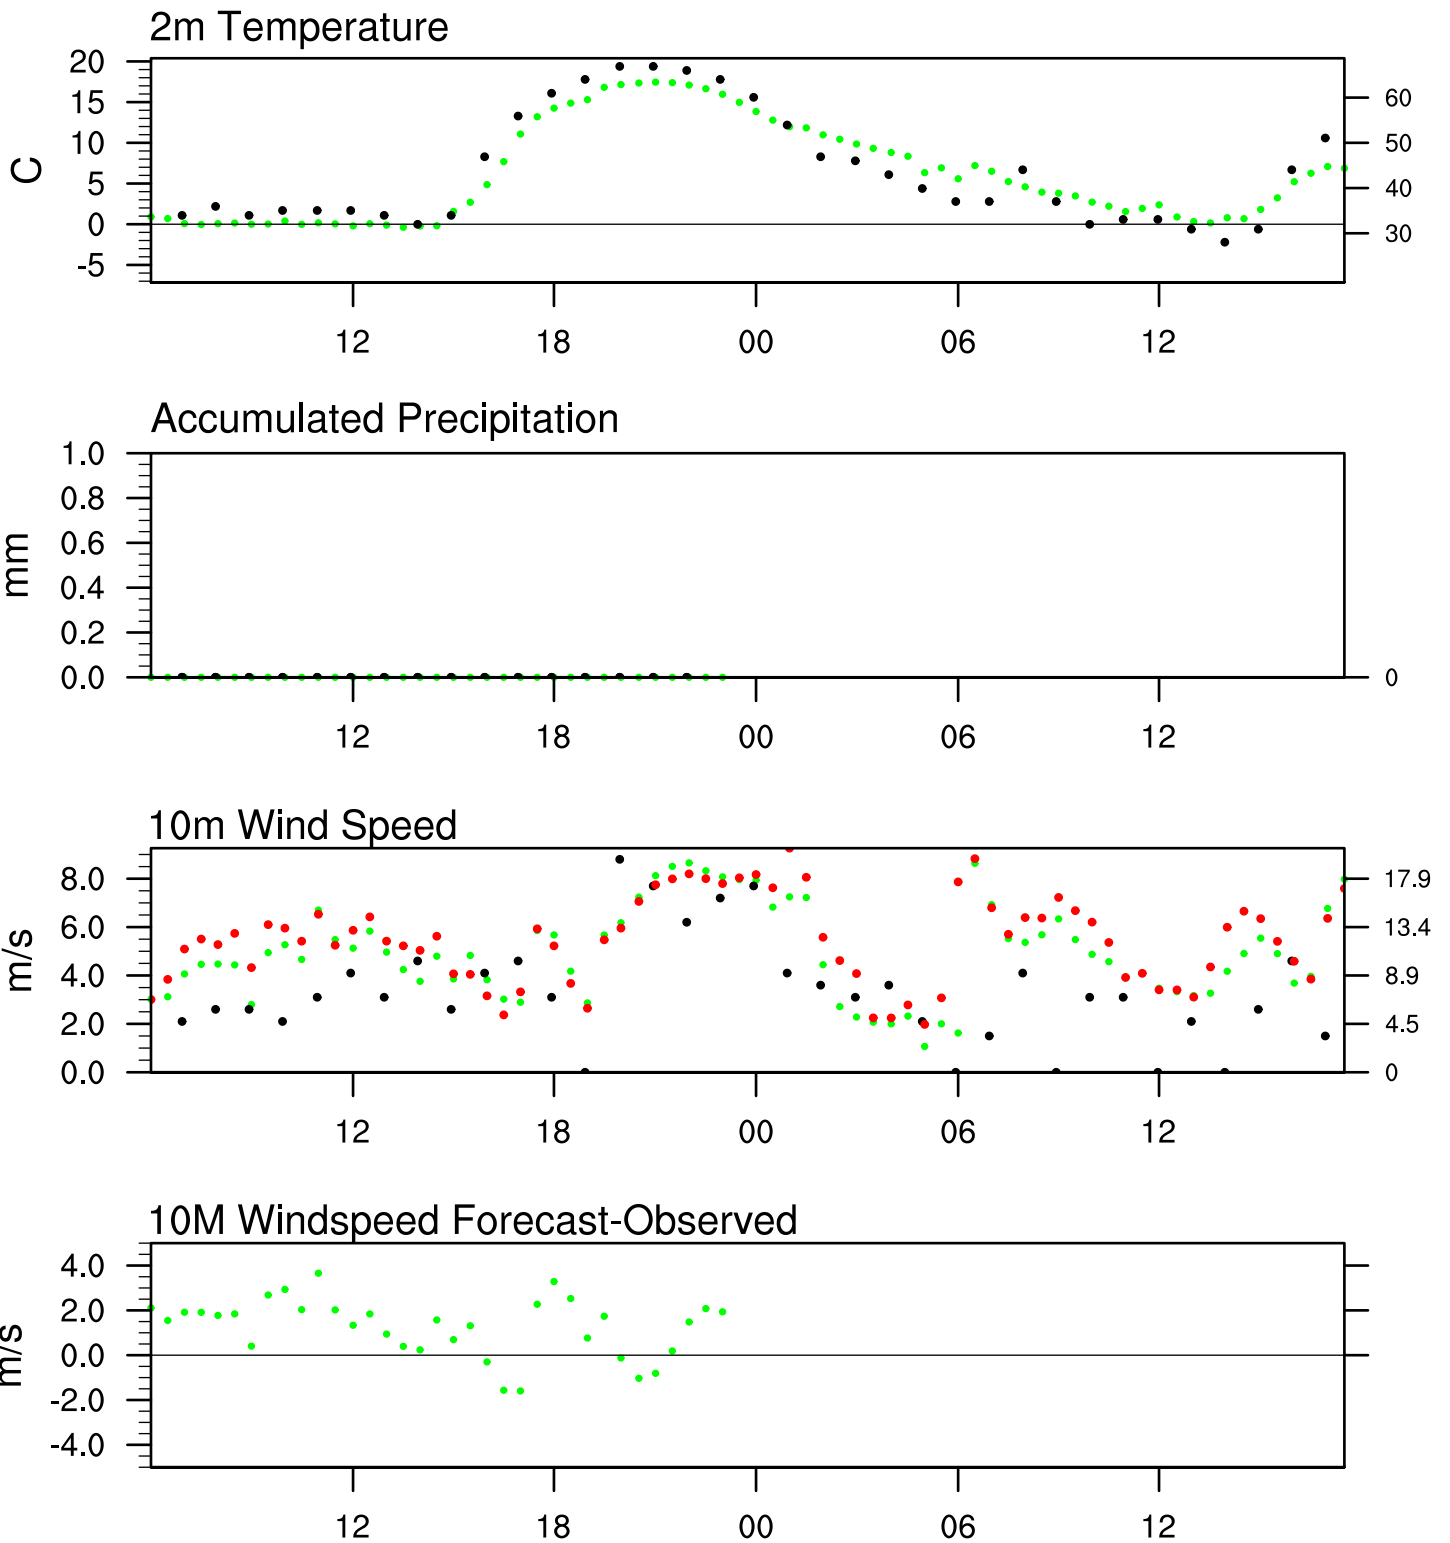 2m Temperature
20
15
10
5
0
-5
C
60
50
40
30
12 18 00 06 12
Accumulated Precipitation
1.0
0.8
0.6
0.4
0.2
0.0
mm
0
12 18 00 06 12
10m Wind Speed
8.0
6.0
4.0
2.0
0.0
m/s
17.9
13.4
8.9
4.5
0
12 18 00 06 12
10M Windspeed Forecast-Observed
4.0
2.0
0.0
-2.0
-4.0
m/s
12 18 00 06 12